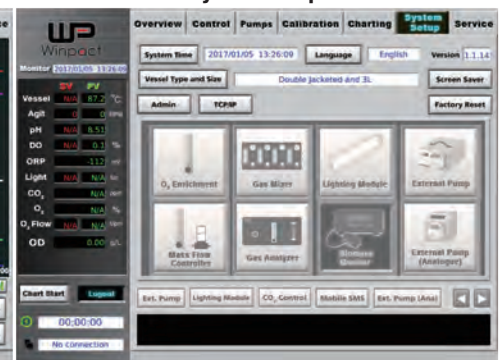 Overview Control Pumps Calibration Charting System Setup Service
WP
Winpact
Monitor 2017/01/05 13:26:09
SV PV
Vessel N/A 87.2 °C
Agit 0 0 RPM
pH N/A 8.51
DO N/A 0.1 %
ORP -112 mV
Light N/A N/A
CO₂ N/A
O₂ N/A %
O₂ Flow N/A N/A
OD 0.00
Chart Start Logout
00:00:00
No connection
System Time 2017/01/05 13:26:09 Language English Version 1.1.14
Vessel Type and Size Double Jacketed and 3L Screen Saver
Admin TCP/IP Factory Reset
O₂ Enrichment Gas Mixer Lighting Module External Pump
Mass Flow Controller Gas Analyzer Biomass Monitor External Pump (Analogue)
Ext. Pump Lighting Module CO₂ Control Mobile SMS Ext. Pump (Ana)